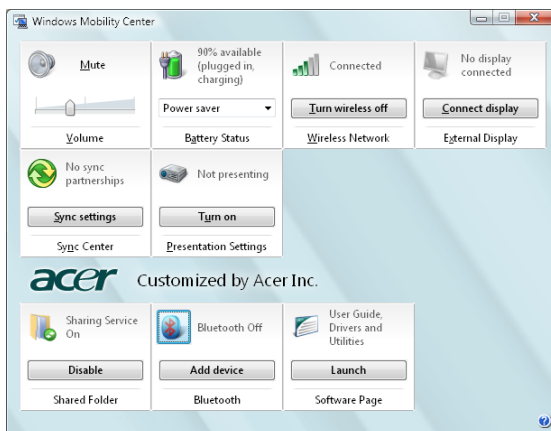 Windows Mobility Center
Mute
Volume
90% available
(plugged in,
charging)
Power saver
Battery Status
Connected
Turn wireless off
Wireless Network
No display
connected
Connect display
External Display
No sync
partnerships
Sync settings
Sync Center
Not presenting
Turn on
Presentation Settings
acer Customized by Acer Inc.
Sharing Service
On
Disable
Shared Folder
Bluetooth Off
Add device
Bluetooth
User Guide,
Drivers and
Utilities
Launch
Software Page